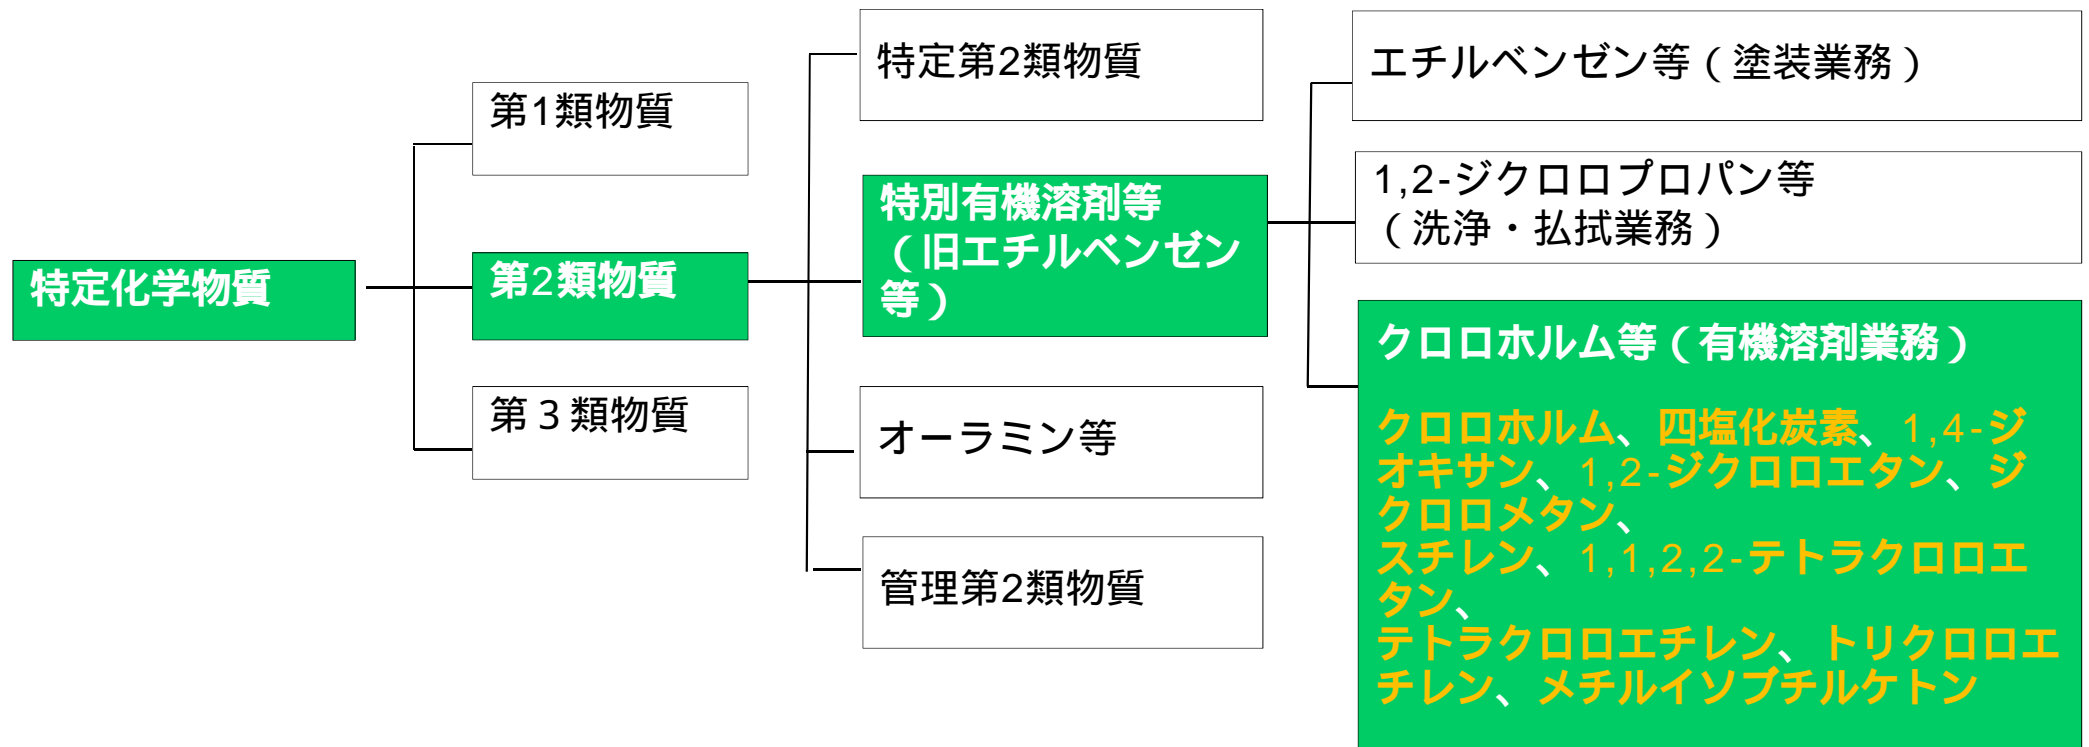 特定化学物質
第1類物質
第2類物質
第３類物質
特定第2類物質
特別有機溶剤等
（旧エチルベンゼン
等）
オーラミン等
管理第2類物質
エチルベンゼン等（塗装業務）
1,2-ジクロロプロパン等
（洗浄・払拭業務）
クロロホルム等（有機溶剤業務）
クロロホルム、四塩化炭素、1,4-ジ
オキサン、1,2-ジクロロエタン、ジ
クロロメタン、
スチレン、1,1,2,2-テトラクロロエ
タン、
テトラクロロエチレン、トリクロロエ
チレン、メチルイソブチルケトン